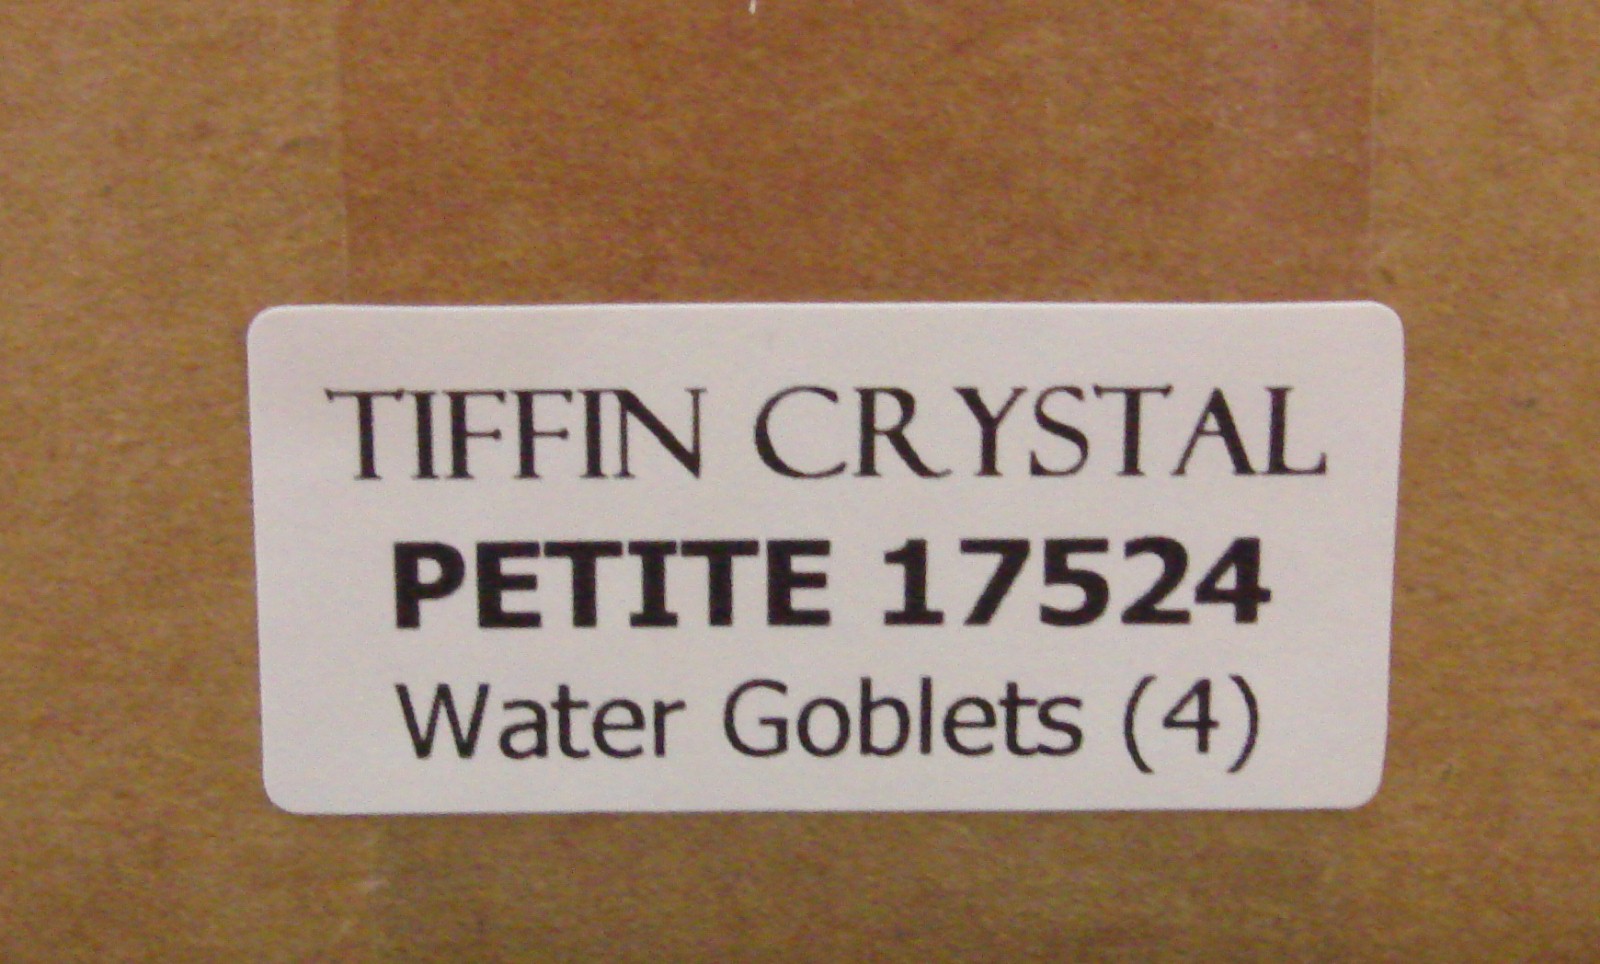 TIFFIN CRYSTAL
PETITE 17524
Water Goblets (4)